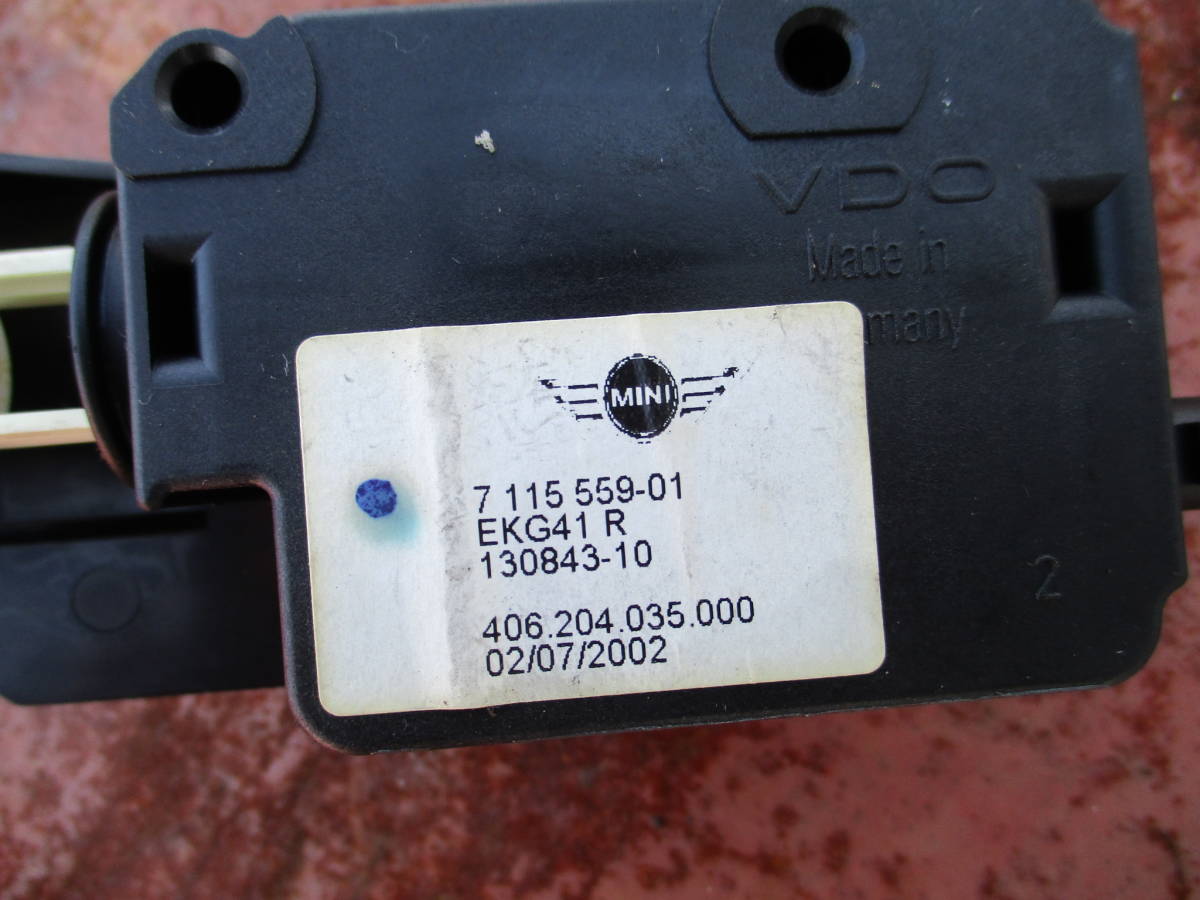 VDO
Made in
many
MINI
7 115 559-01
EKG41 R
130843-10
406.204.035.000
02/07/2002
2